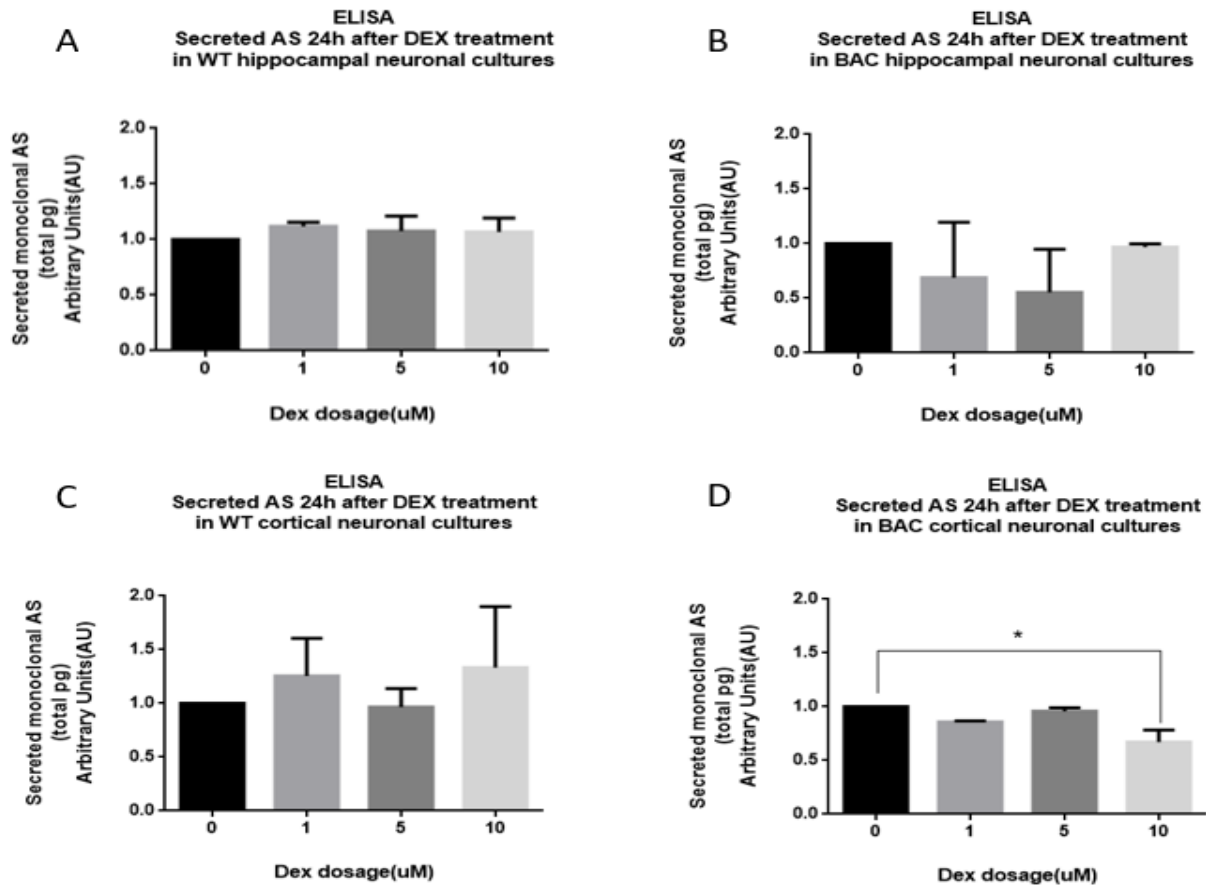 A
ELISA
Secreted AS 24h after DEX treatment
in WT hippocampal neuronal cultures
Secreted monoclonal AS
(total pg)
Arbitrary Units(AU)
2.0
1.5
1.0
0.5
0.0
0 1 5 10
Dex dosage(uM)
B
ELISA
Secreted AS 24h after DEX treatment
in BAC hippocampal neuronal cultures
Secreted monoclonal AS
(total pg)
Arbitrary Units(AU)
2.0
1.5
1.0
0.5
0.0
0 1 5 10
Dex dosage(uM)
C
ELISA
Secreted AS 24h after DEX treatment
in WT cortical neuronal cultures
Secreted monoclonal AS
(total pg)
Arbitrary Units(AU)
2.0
1.5
1.0
0.5
0.0
0 1 5 10
Dex dosage(uM)
D
ELISA
Secreted AS 24h after DEX treatment
in BAC cortical neuronal cultures
Secreted monoclonal AS
(total pg)
Arbitrary Units(AU)
2.0
1.5
1.0
0.5
0.0
*
0 1 5 10
Dex dosage(uM)